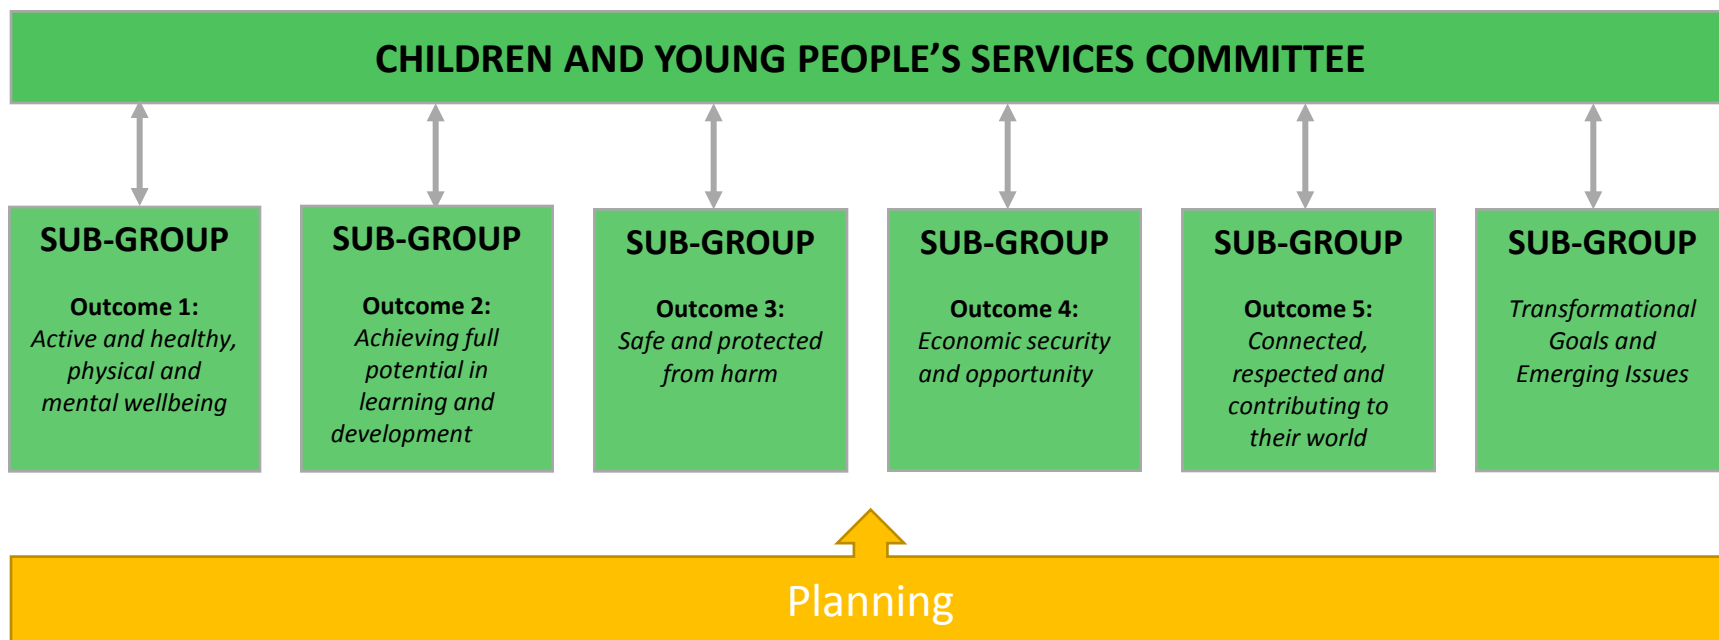 CHILDREN AND YOUNG PEOPLE’S SERVICES COMMITTEE
SUB-GROUP
Outcome 1:
Active and healthy,
physical and
mental wellbeing
SUB-GROUP
Outcome 2:
Achieving full
potential in
learning and
development
SUB-GROUP
Outcome 3:
Safe and protected
from harm
SUB-GROUP
Outcome 4:
Economic security
and opportunity
SUB-GROUP
Outcome 5:
Connected,
respected and
contributing to
their world
SUB-GROUP
Transformational
Goals and
Emerging Issues
Planning